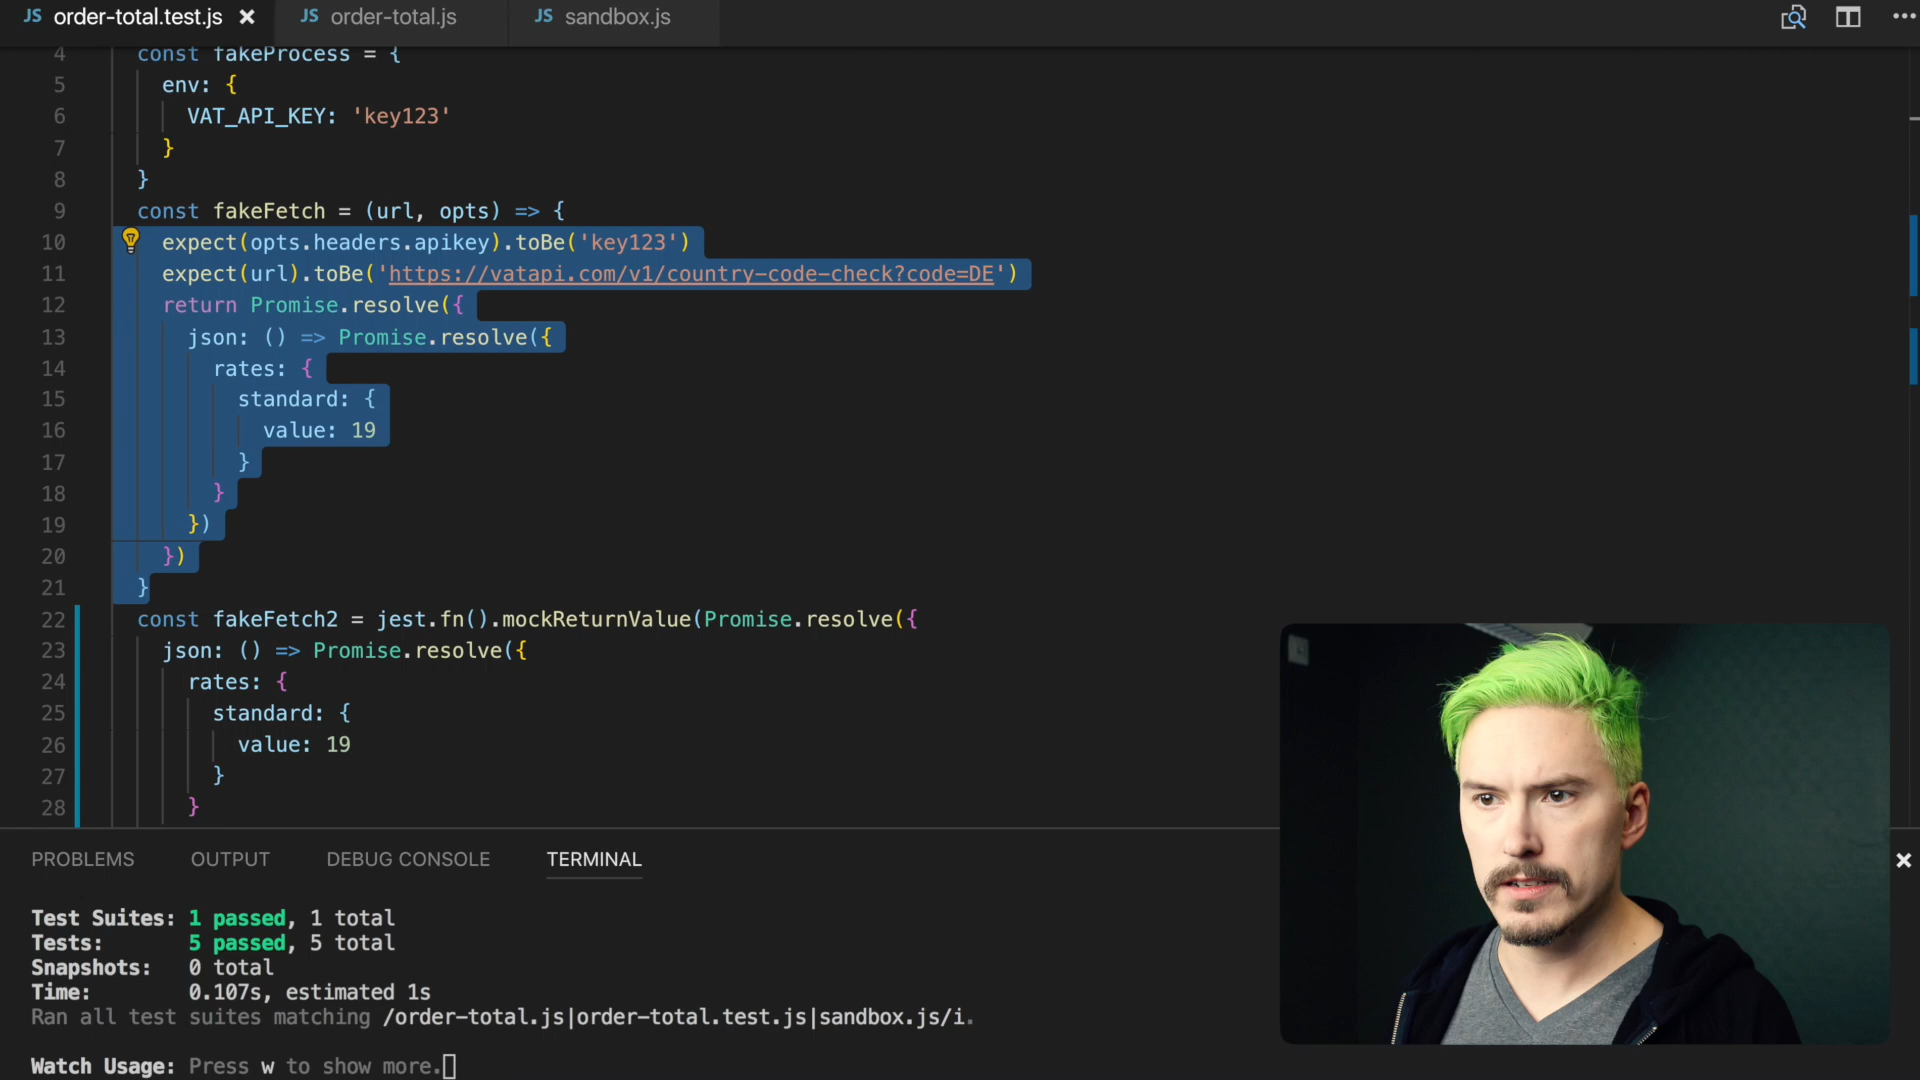 JS order-total.test.js × JS order-total.js JS sandbox.js
4 const fakeProcess = {
5 env: {
6 VAT_API_KEY: 'key123'
7 }
8 }
9 const fakeFetch = (url, opts) => {
10 expect(opts.headers.apikey).toBe('key123')
11 expect(url).toBe('https://vatapi.com/v1/country-code-check?code=DE')
12 return Promise.resolve({
13 json: () => Promise.resolve({
14 rates: {
15 standard: {
16 value: 19
17 }
18 }
19 })
20 })
21 }
22 const fakeFetch2 = jest.fn().mockReturnValue(Promise.resolve({
23 json: () => Promise.resolve({
24 rates: {
25 standard: {
26 value: 19
27 }
28 }
PROBLEMS OUTPUT DEBUG CONSOLE TERMINAL
Test Suites: 1 passed, 1 total
Tests: 5 passed, 5 total
Snapshots: 0 total
Time: 0.107s, estimated 1s
Ran all test suites matching /order-total.js|order-total.test.js|sandbox.js/i.
Watch Usage: Press w to show more.